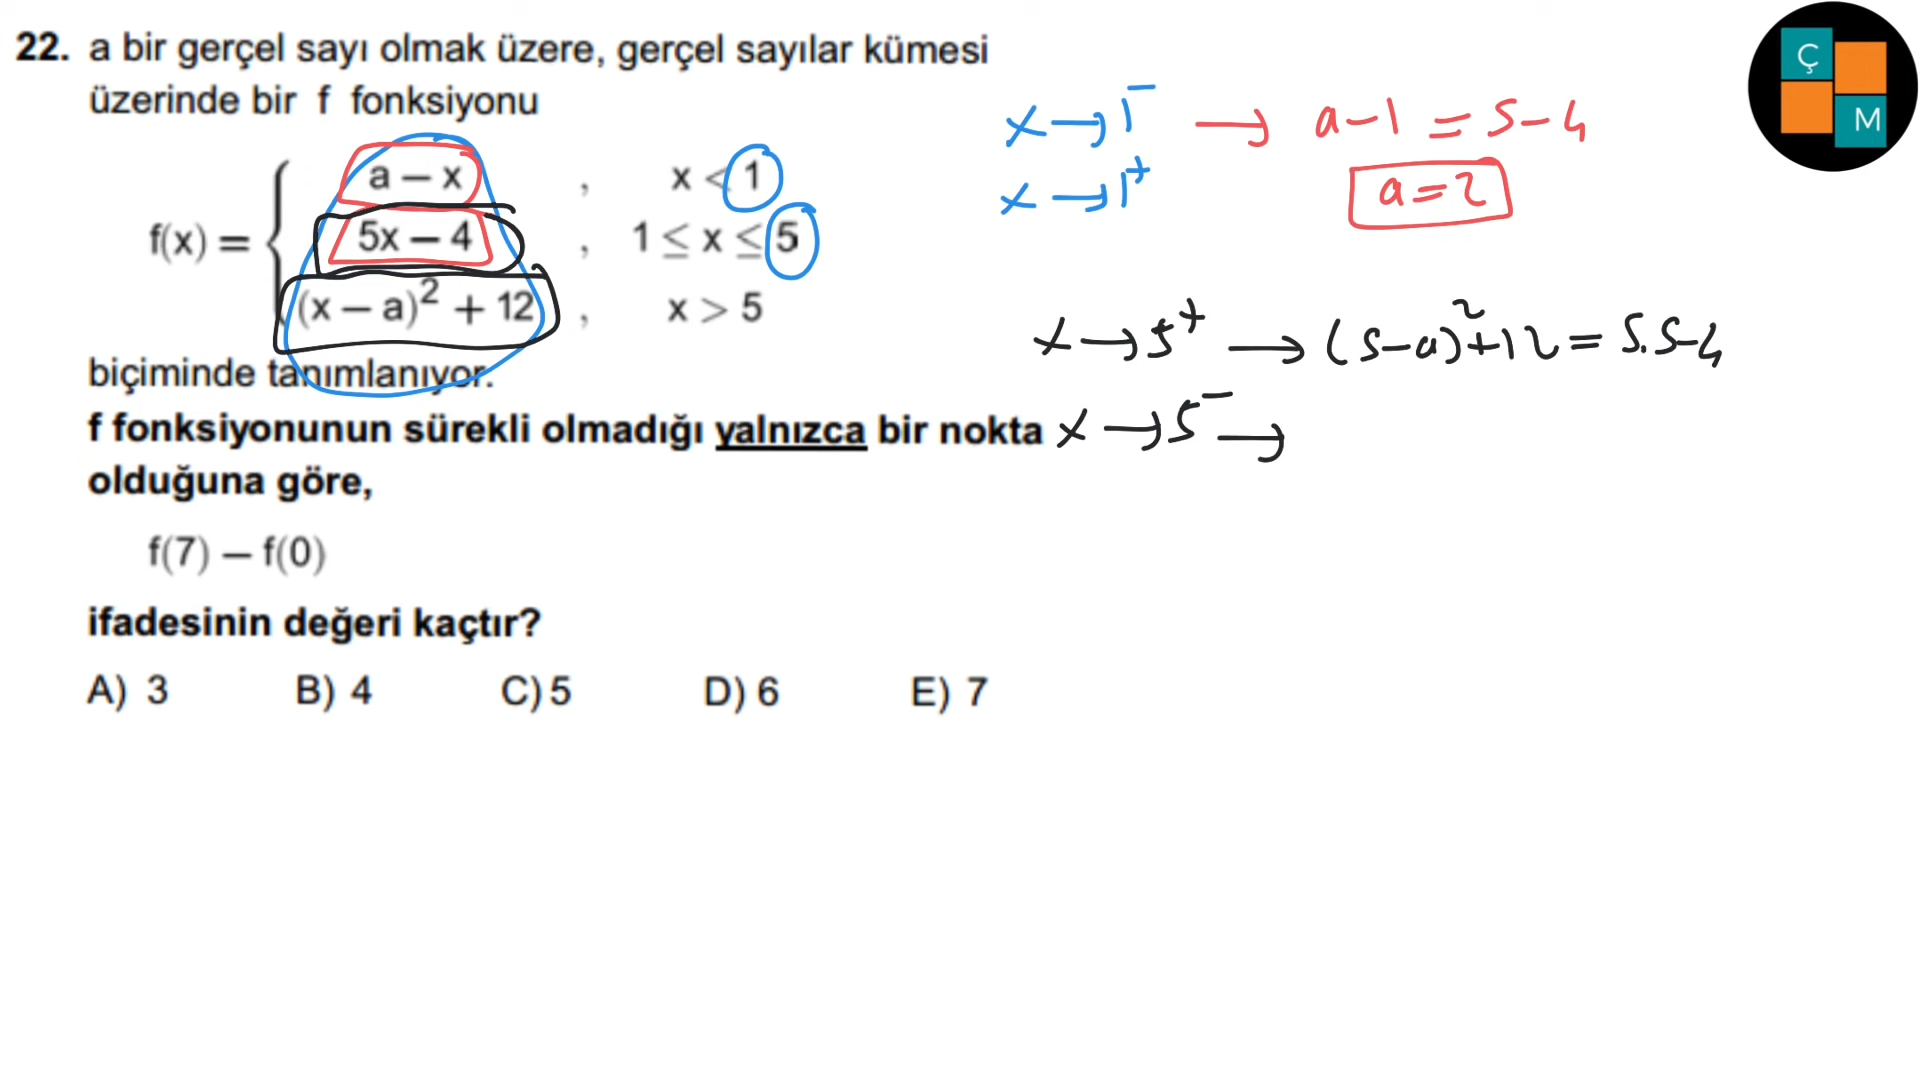 22. a bir gerçel sayı olmak üzere, gerçel sayılar kümesi
üzerinde bir f fonksiyonu
a − x , x < 1
f(x) = 5x − 4 , 1 ≤ x ≤ 5
(x − a)² + 12 , x > 5
biçiminde tanımlanıyor.
f fonksiyonunun sürekli olmadığı yalnızca bir nokta
olduğuna göre,
f(7) − f(0)
ifadesinin değeri kaçtır?
A) 3 B) 4 C) 5 D) 6 E) 7
x → 1⁻ → a − 1 = 5 − 4
x → 1⁺ a = 2
x → 5⁺ → (5 − a)² + 12 = 5.5 − 4
x → 5⁻ →
Ç
M